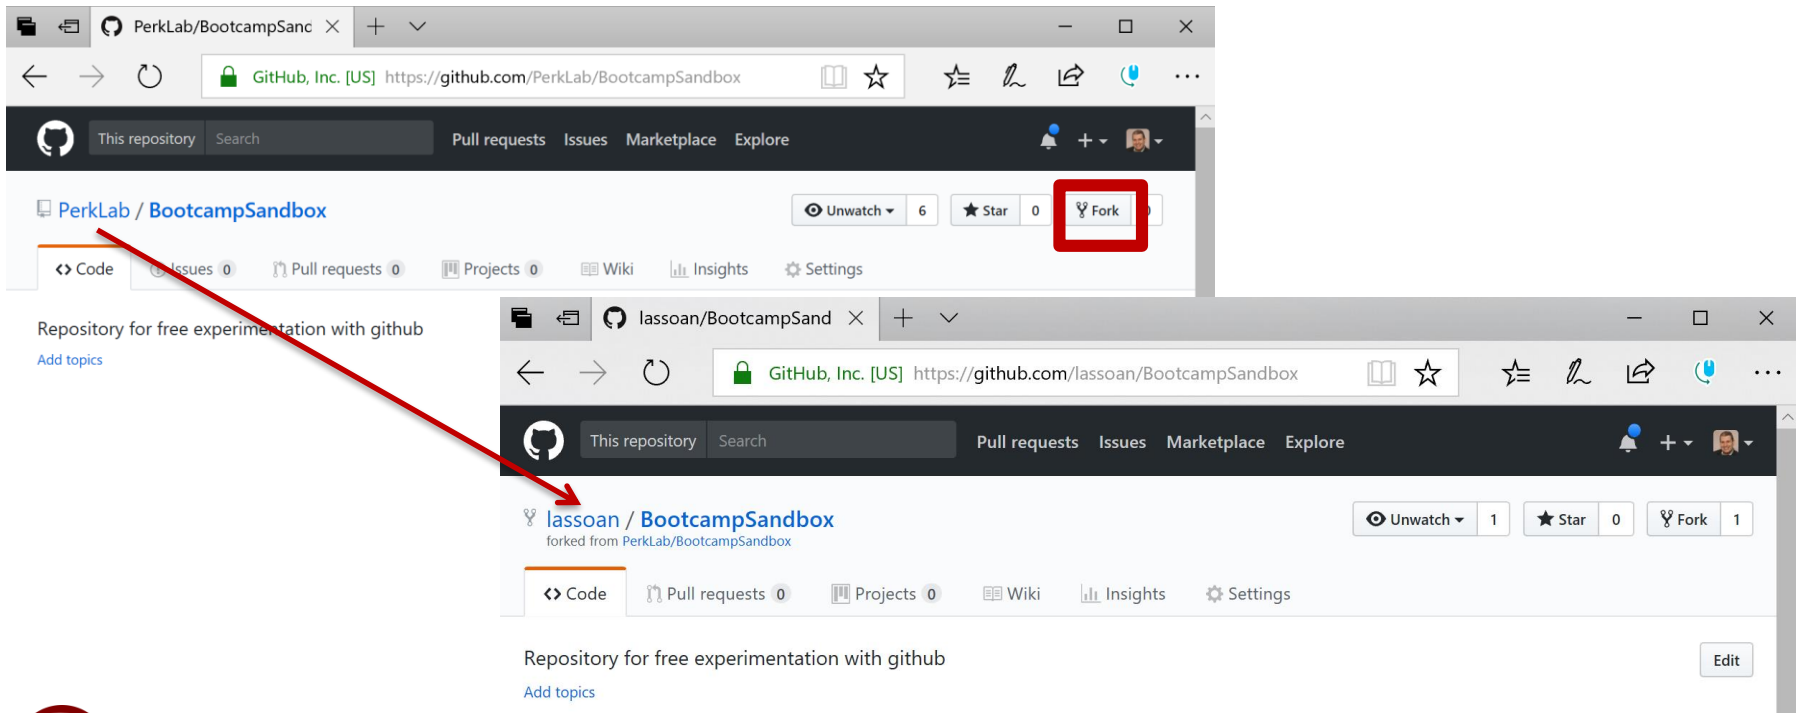 PerkLab/BootcampSand
GitHub, Inc. [US] https://github.com/PerkLab/BootcampSandbox
This repository Search Pull requests Issues Marketplace Explore
PerkLab / BootcampSandbox Unwatch 6 Star 0 Fork
Code Issues 0 Pull requests 0 Projects 0 Wiki Insights Settings
Repository for free experimentation with github
Add topics
lassoan/BootcampSand
GitHub, Inc. [US] https://github.com/lassoan/BootcampSandbox
This repository Search Pull requests Issues Marketplace Explore
lassoan / BootcampSandbox Unwatch 1 Star 0 Fork 1
forked from PerkLab/BootcampSandbox
Code Pull requests 0 Projects 0 Wiki Insights Settings
Repository for free experimentation with github Edit
Add topics